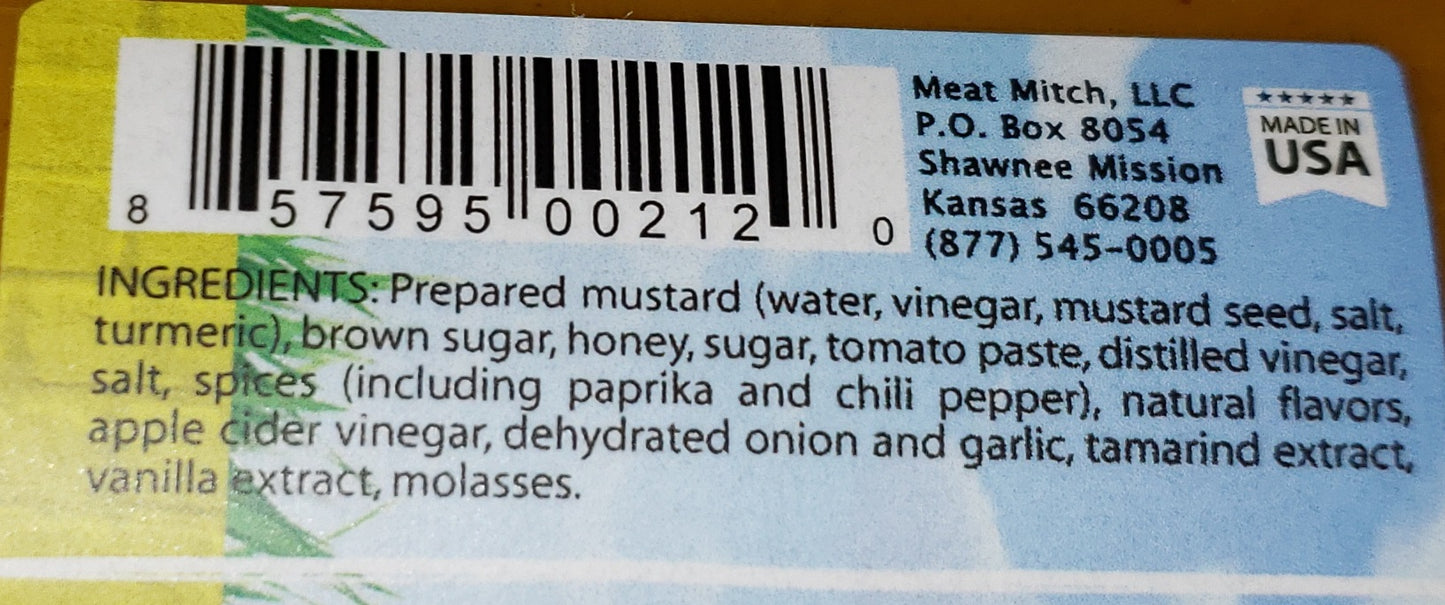 8 57595 00212 0
Meat Mitch, LLC
P.O. Box 8054
Shawnee Mission
Kansas 66208
(877) 545-0005
★★★★★
MADE IN
USA
INGREDIENTS: Prepared mustard (water, vinegar, mustard seed, salt,
turmeric), brown sugar, honey, sugar, tomato paste, distilled vinegar,
salt, spices (including paprika and chili pepper), natural flavors,
apple cider vinegar, dehydrated onion and garlic, tamarind extract,
vanilla extract, molasses.